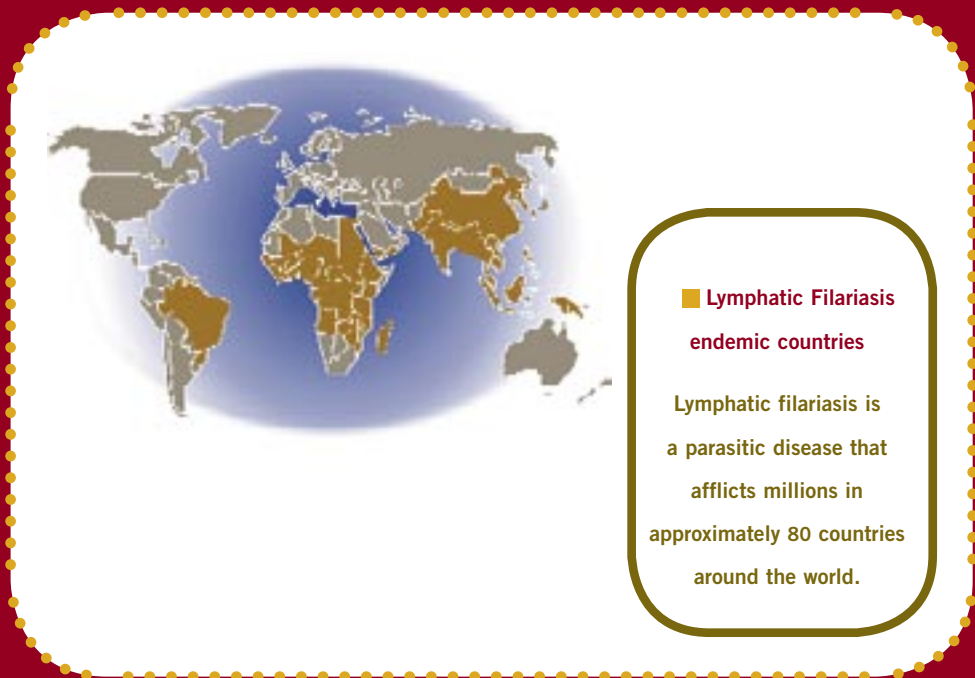 Lymphatic Filariasis
endemic countries
Lymphatic filariasis is
a parasitic disease that
afflicts millions in
approximately 80 countries
around the world.